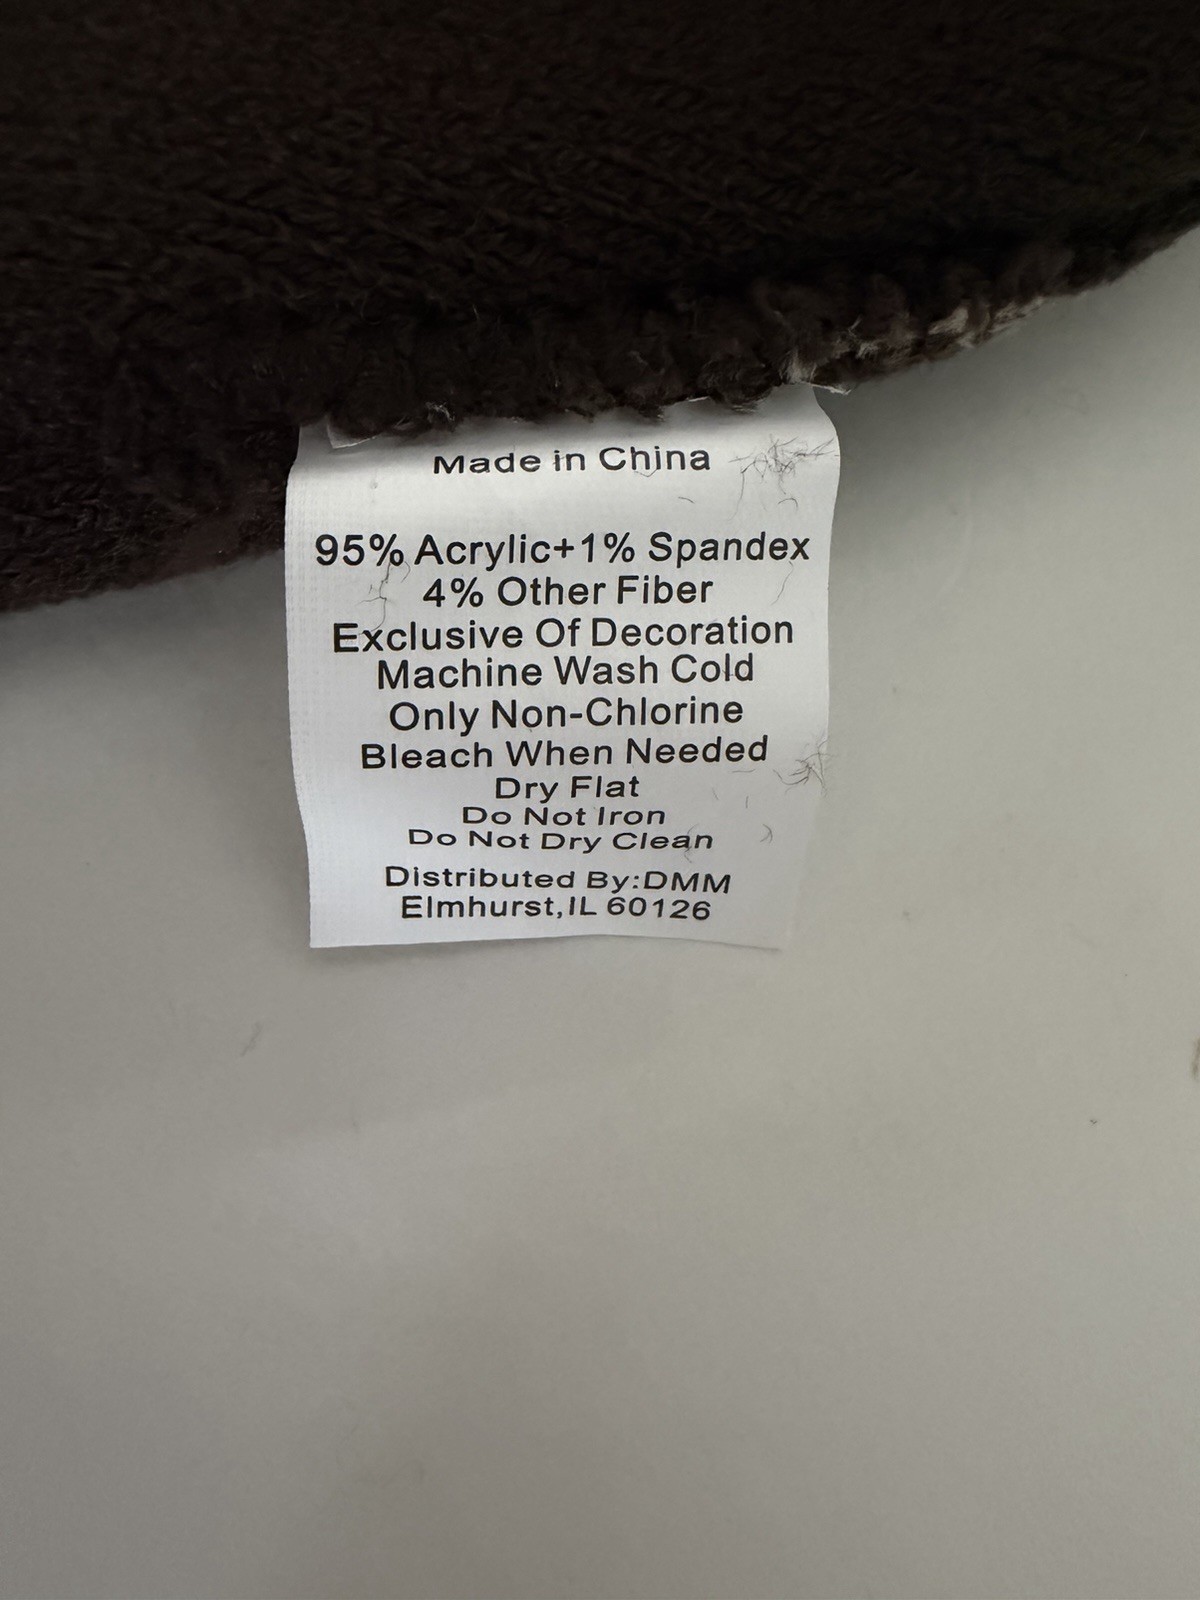 Made in China
95% Acrylic+1% Spandex
4% Other Fiber
Exclusive Of Decoration
Machine Wash Cold
Only Non-Chlorine
Bleach When Needed
Dry Flat
Do Not Iron
Do Not Dry Clean
Distributed By:DMM
Elmhurst,IL 60126